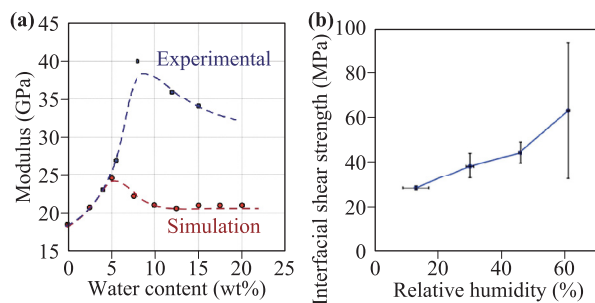 (a)
45
40
35
30
25
20
15
Modulus (GPa)
Experimental
Simulation
0
5
10
15
20
25
Water content (wt%)
(b)
100
80
60
40
20
0
Interfacial shear strength (MPa)
0
20
40
60
Relative humidity (%)